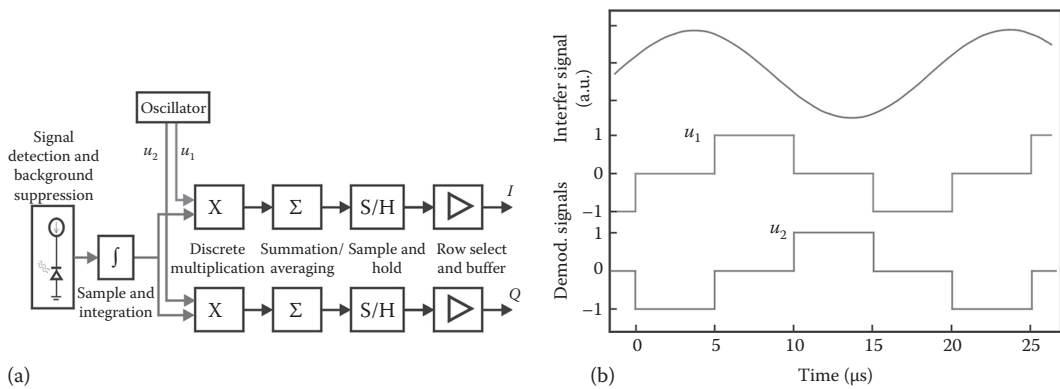 Oscillator
Signal
detection and
background
suppression
u2
u1
∫
Sample and
integration
X
Σ
S/H
I
Discrete
multiplication
Summation/
averaging
Sample and
hold
Row select
and buffer
X
Σ
S/H
Q
(a)
Interfer signal
(a.u.)
Demod. signals
1
0
−1
1
0
−1
u1
u2
0
5
10
15
20
25
Time (μs)
(b)